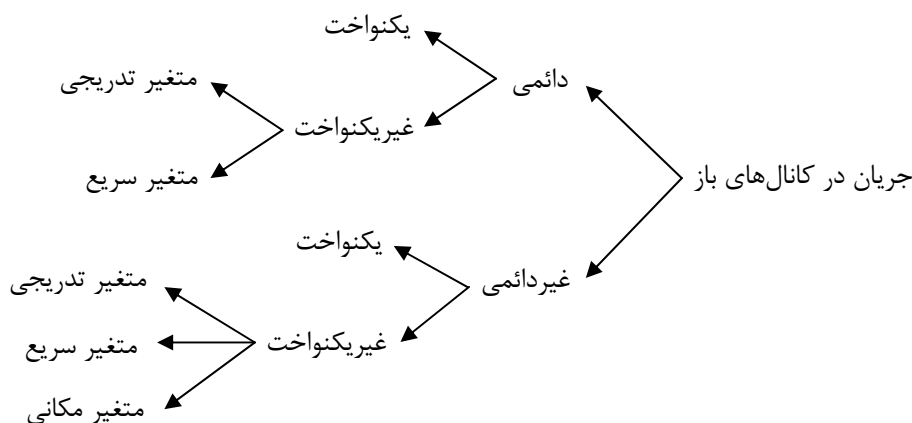 جریان در کانال‌های باز
دائمی
یکنواخت
غیریکنواخت
متغیر تدریجی
متغیر سریع
غیردائمی
یکنواخت
غیریکنواخت
متغیر تدریجی
متغیر سریع
متغیر مکانی